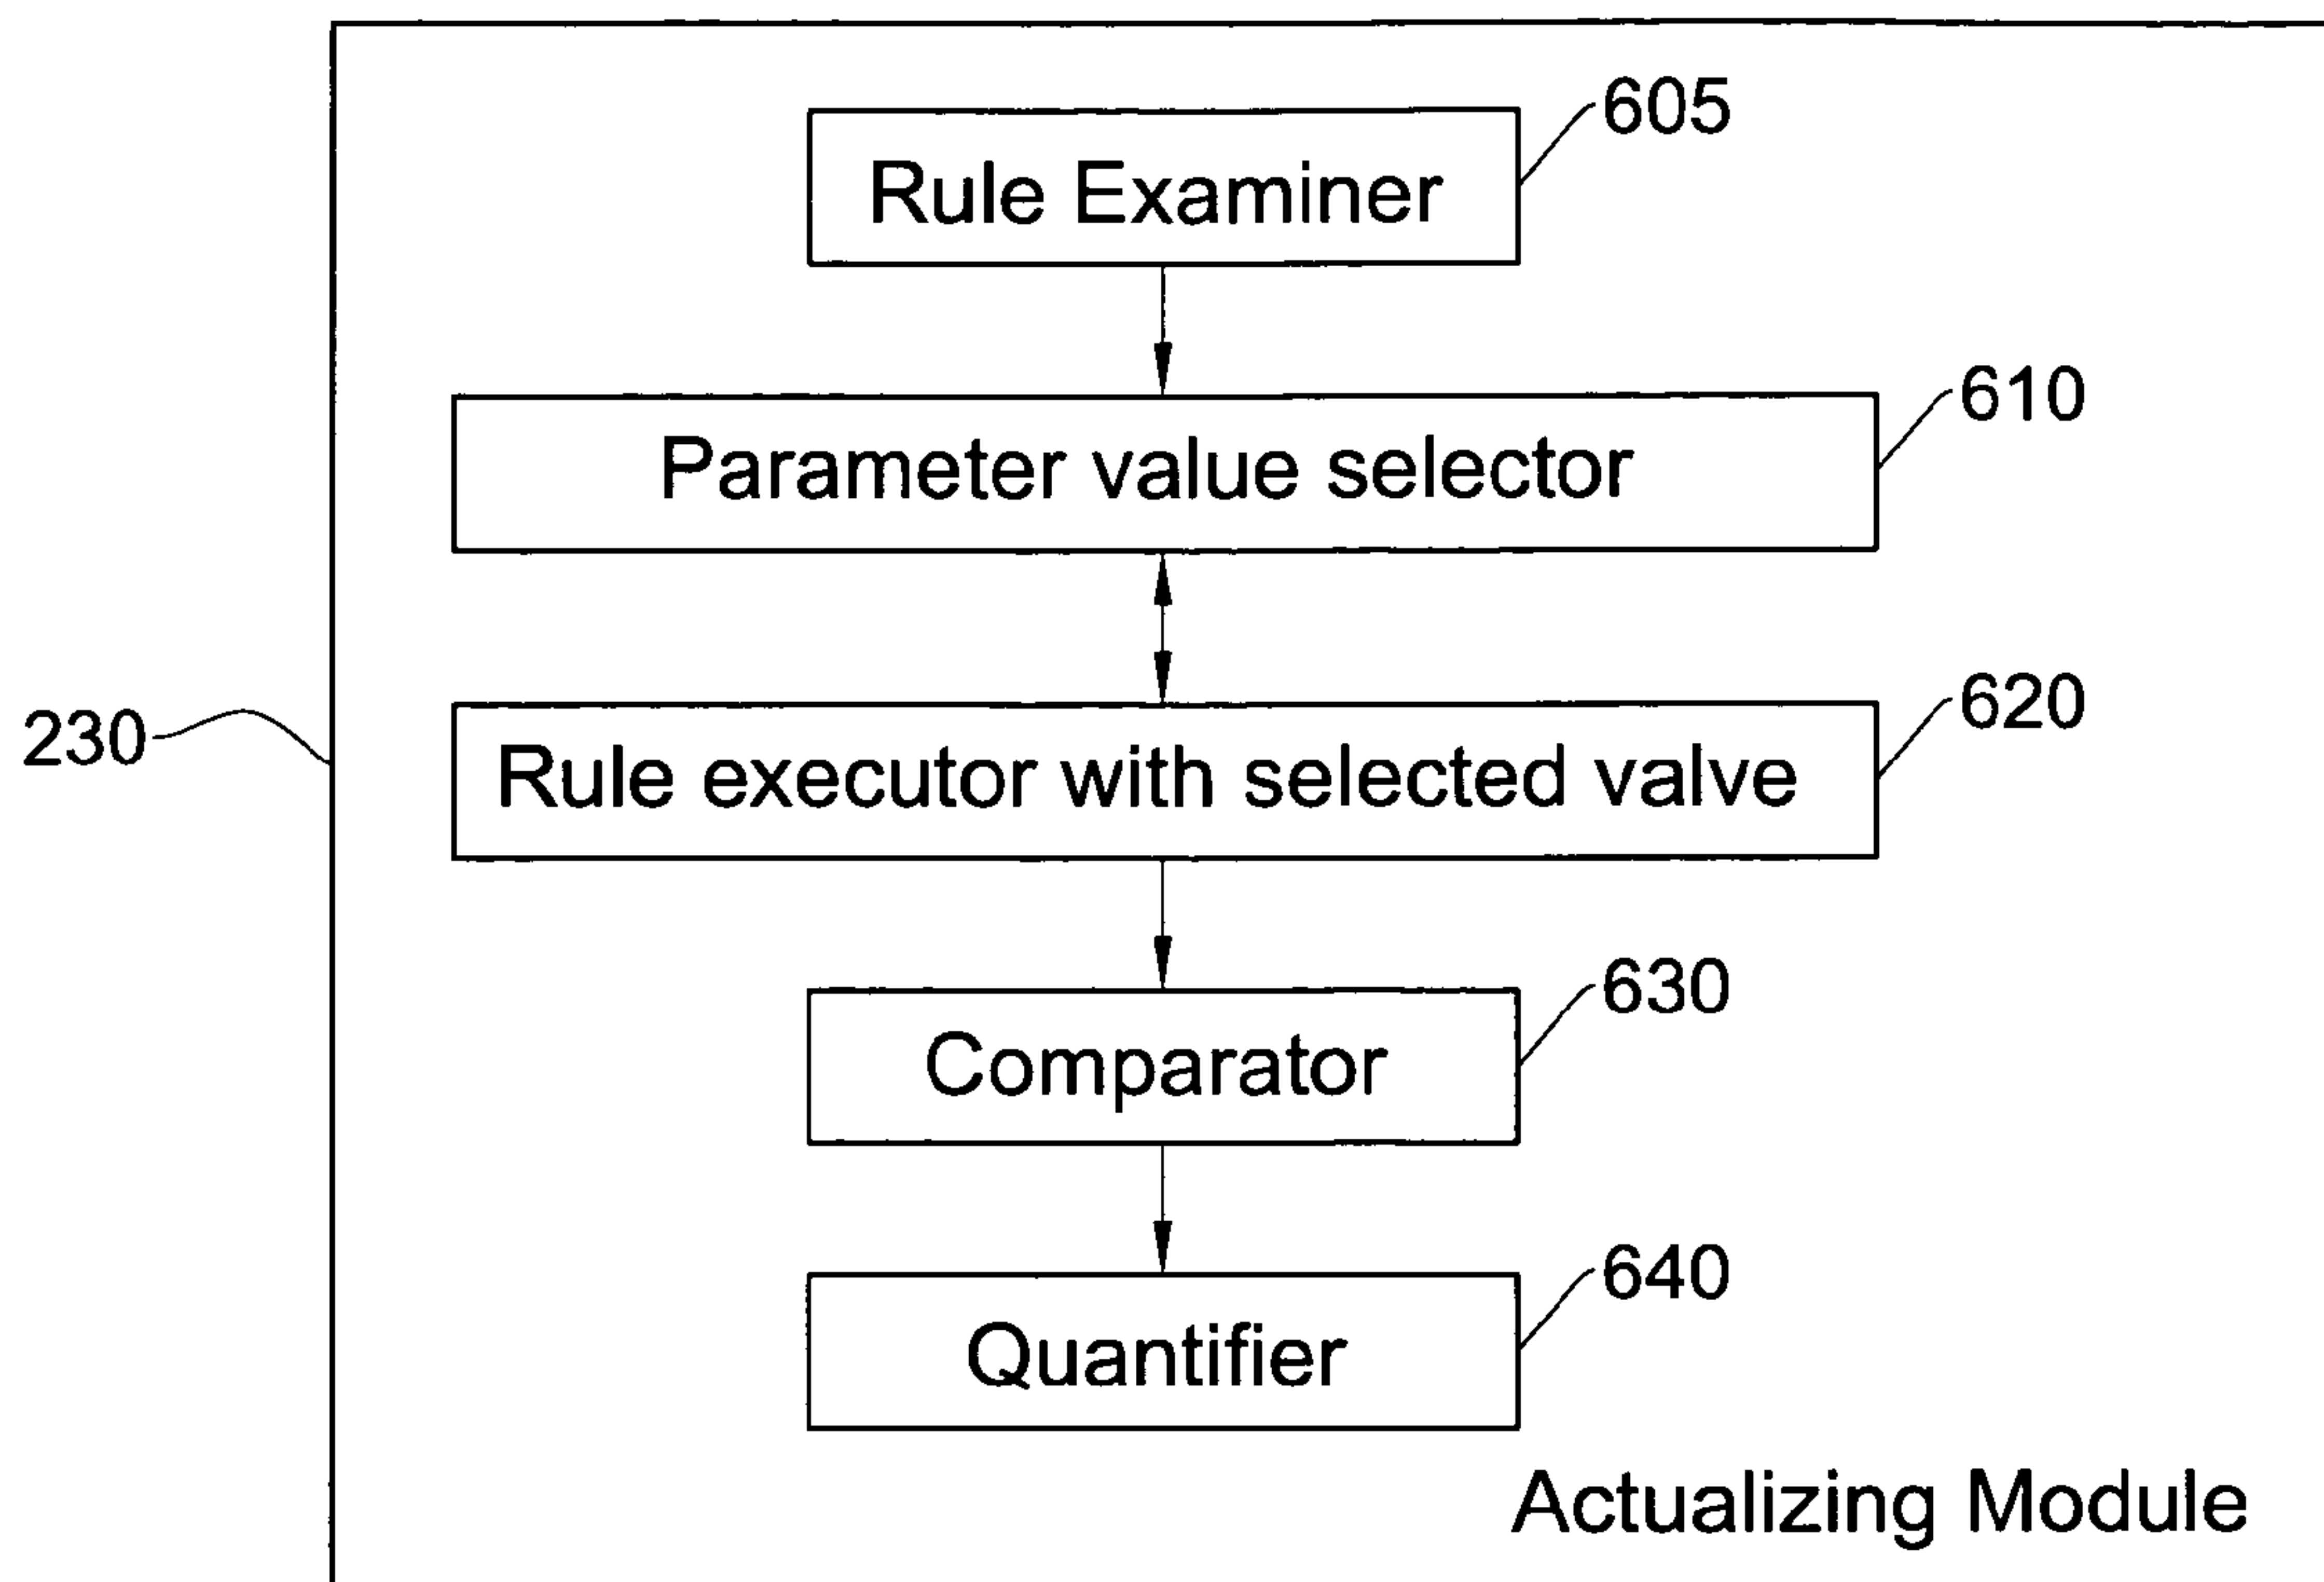 605
Rule Examiner
610
Parameter value selector
620
230
Rule executor with selected valve
630
Comparator
640
Quantifier
Actualizing Module